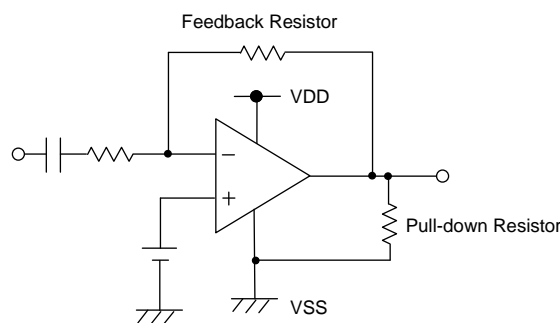 Feedback Resistor
VDD
−
+
Pull-down Resistor
VSS